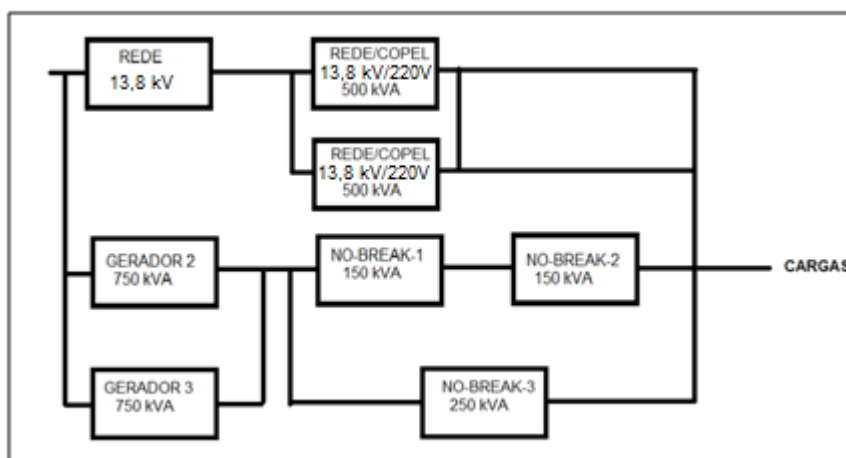 REDE
13,8 kV
REDE/COPEL
13,8 kV/220V
500 kVA
REDE/COPEL
13,8 kV/220V
500 kVA
GERADOR 2
750 kVA
NO-BREAK-1
150 kVA
NO-BREAK-2
150 kVA
CARGAS
GERADOR 3
750 kVA
NO-BREAK-3
250 kVA